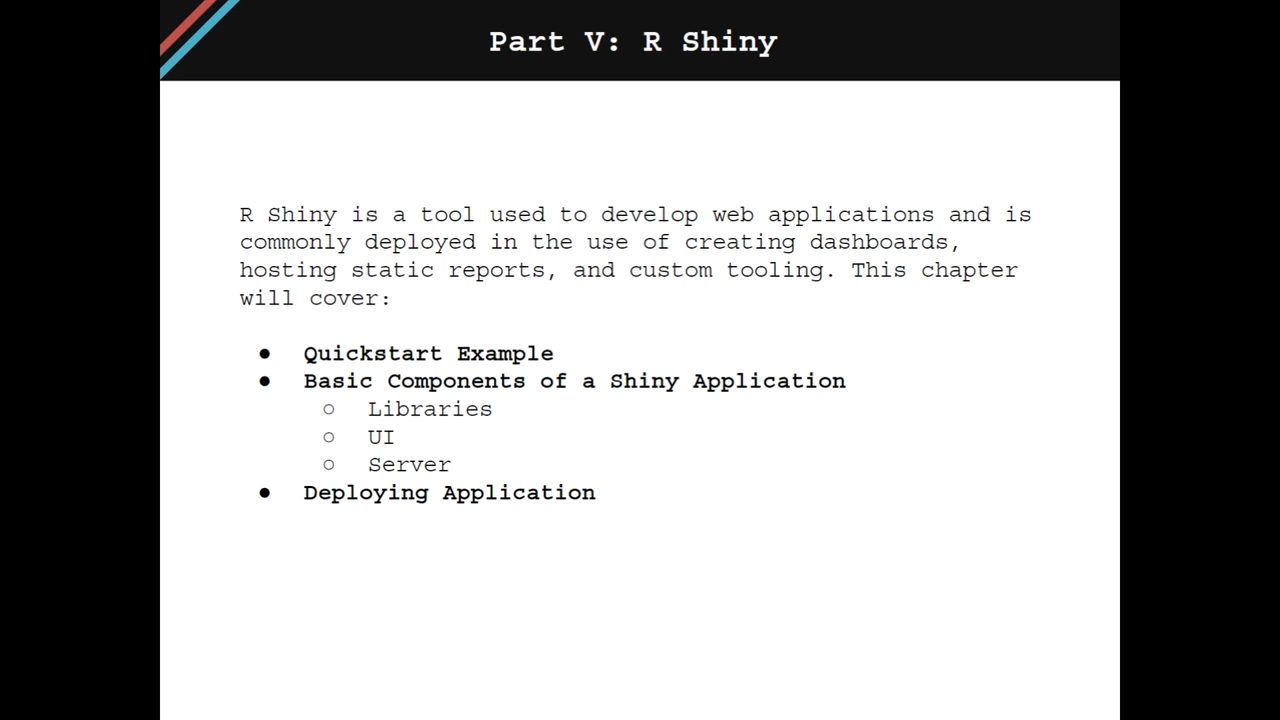 Part V: R Shiny
R Shiny is a tool used to develop web applications and is
commonly deployed in the use of creating dashboards,
hosting static reports, and custom tooling. This chapter
will cover:
● Quickstart Example
● Basic Components of a Shiny Application
○ Libraries
○ UI
○ Server
● Deploying Application